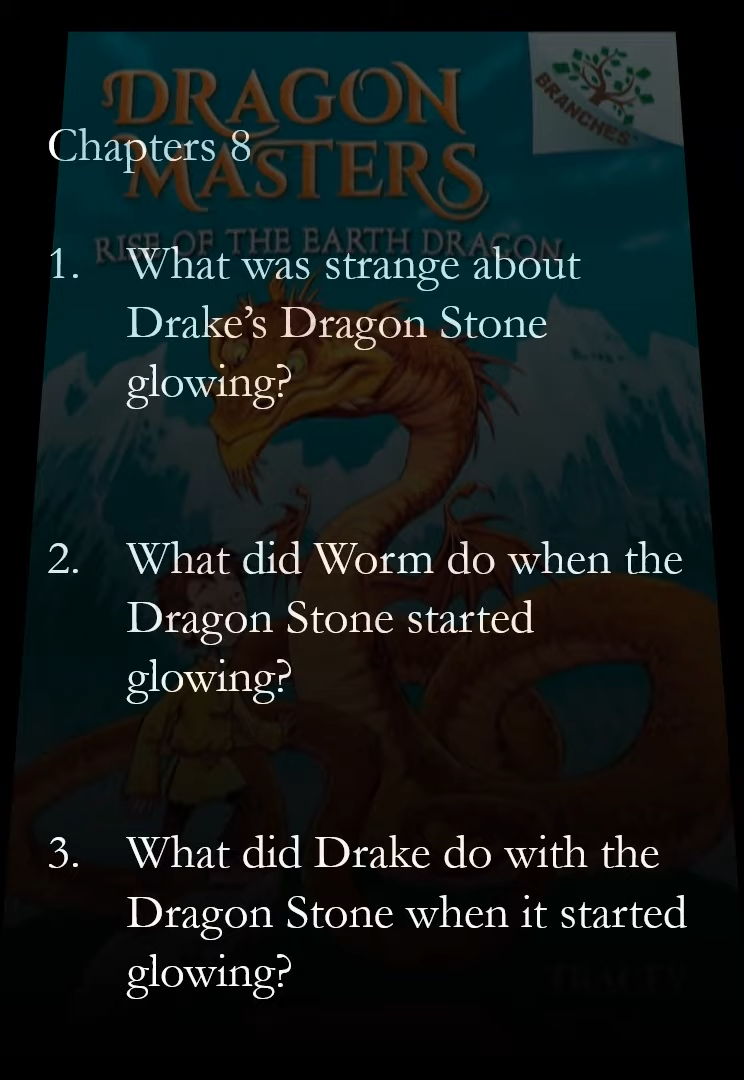 DRAGON
MASTERS
BRANCHES
RISE OF THE EARTH DRAGON
Chapters 8
1. What was strange about
Drake’s Dragon Stone
glowing?
2. What did Worm do when the
Dragon Stone started
glowing?
3. What did Drake do with the
Dragon Stone when it started
glowing?